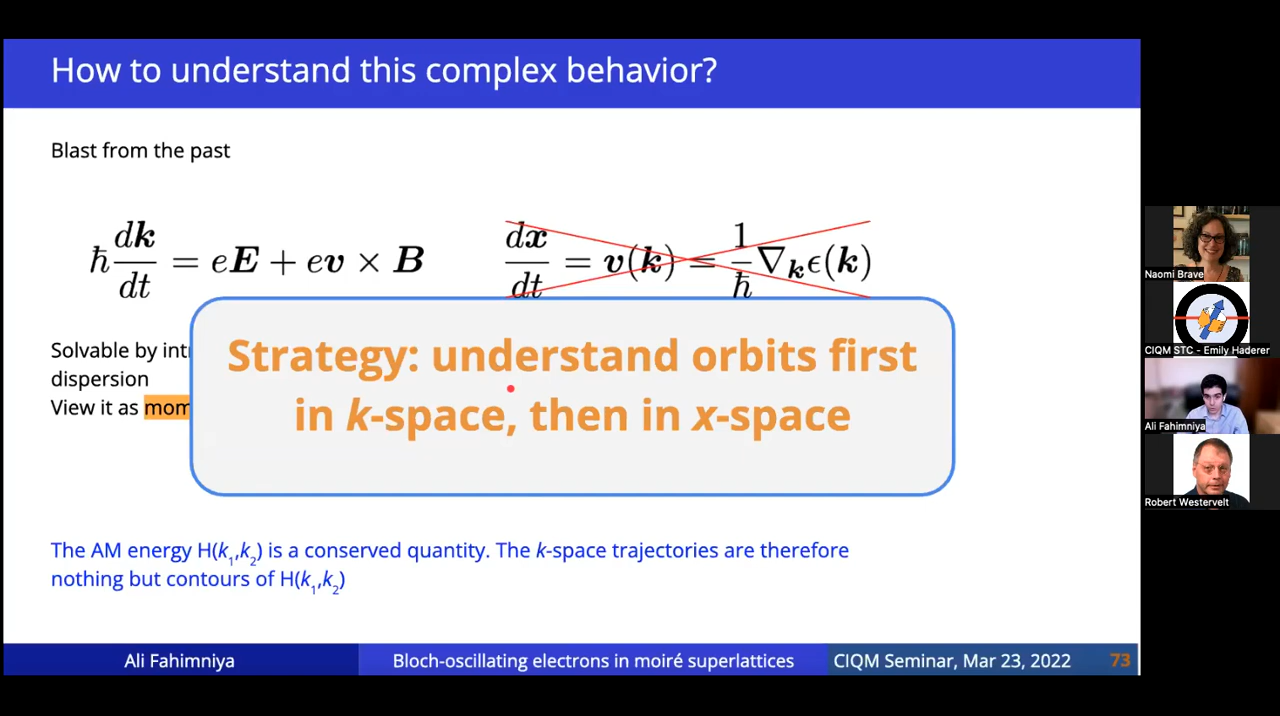 How to understand this complex behavior?
Blast from the past
ħ dk/dt = eE + ev × B
dx/dt = v(k) = 1/ħ ∇ₖϵ(k)
Strategy: understand orbits first
in k-space, then in x-space
Solvable by int
dispersion
View it as mom
The AM energy H(k₁,k₂) is a conserved quantity. The k-space trajectories are therefore
nothing but contours of H(k₁,k₂)
Ali Fahimniya
Bloch-oscillating electrons in moiré superlattices
CIQM Seminar, Mar 23, 2022
73
Naomi Brave
CIQM STC - Emily Haderer
Ali Fahimniya
Robert Westervelt